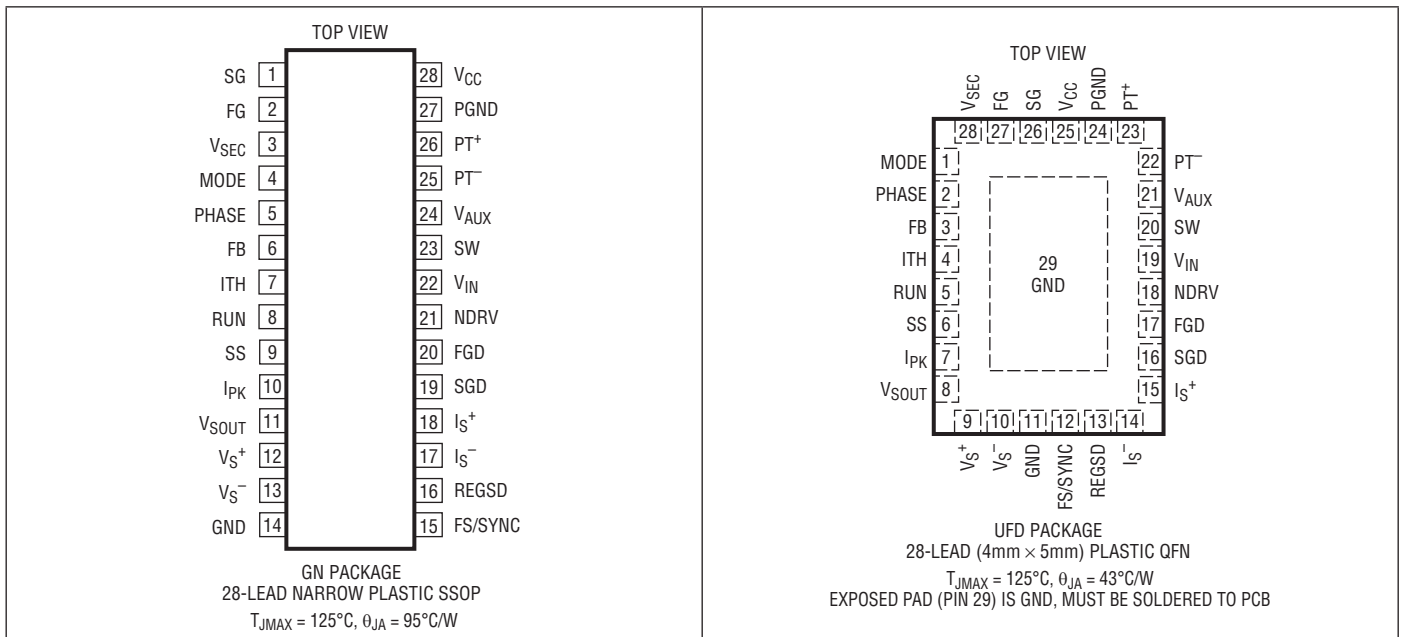 TOP VIEW
SG 1
FG 2
VSEC 3
MODE 4
PHASE 5
FB 6
ITH 7
RUN 8
SS 9
IPK 10
VSOUT 11
VS+ 12
VS– 13
GND 14
28 VCC
27 PGND
26 PT+
25 PT–
24 VAUX
23 SW
22 VIN
21 NDRV
20 FGD
19 SGD
18 IS+
17 IS–
16 REGSD
15 FS/SYNC
GN PACKAGE
28-LEAD NARROW PLASTIC SSOP
TJMAX = 125°C, θJA = 95°C/W
TOP VIEW
VSEC FG SG VCC PGND PT+
28 27 26 25 24 23
MODE 1
PHASE 2
FB 3
ITH 4
RUN 5
SS 6
IPK 7
VSOUT 8
29
GND
22 PT–
21 VAUX
20 SW
19 VIN
18 NDRV
17 FGD
16 SGD
15 IS+
9 10 11 12 13 14
VS+ VS– GND FS/SYNC REGSD IS–
UFD PACKAGE
28-LEAD (4mm × 5mm) PLASTIC QFN
TJMAX = 125°C, θJA = 43°C/W
EXPOSED PAD (PIN 29) IS GND, MUST BE SOLDERED TO PCB